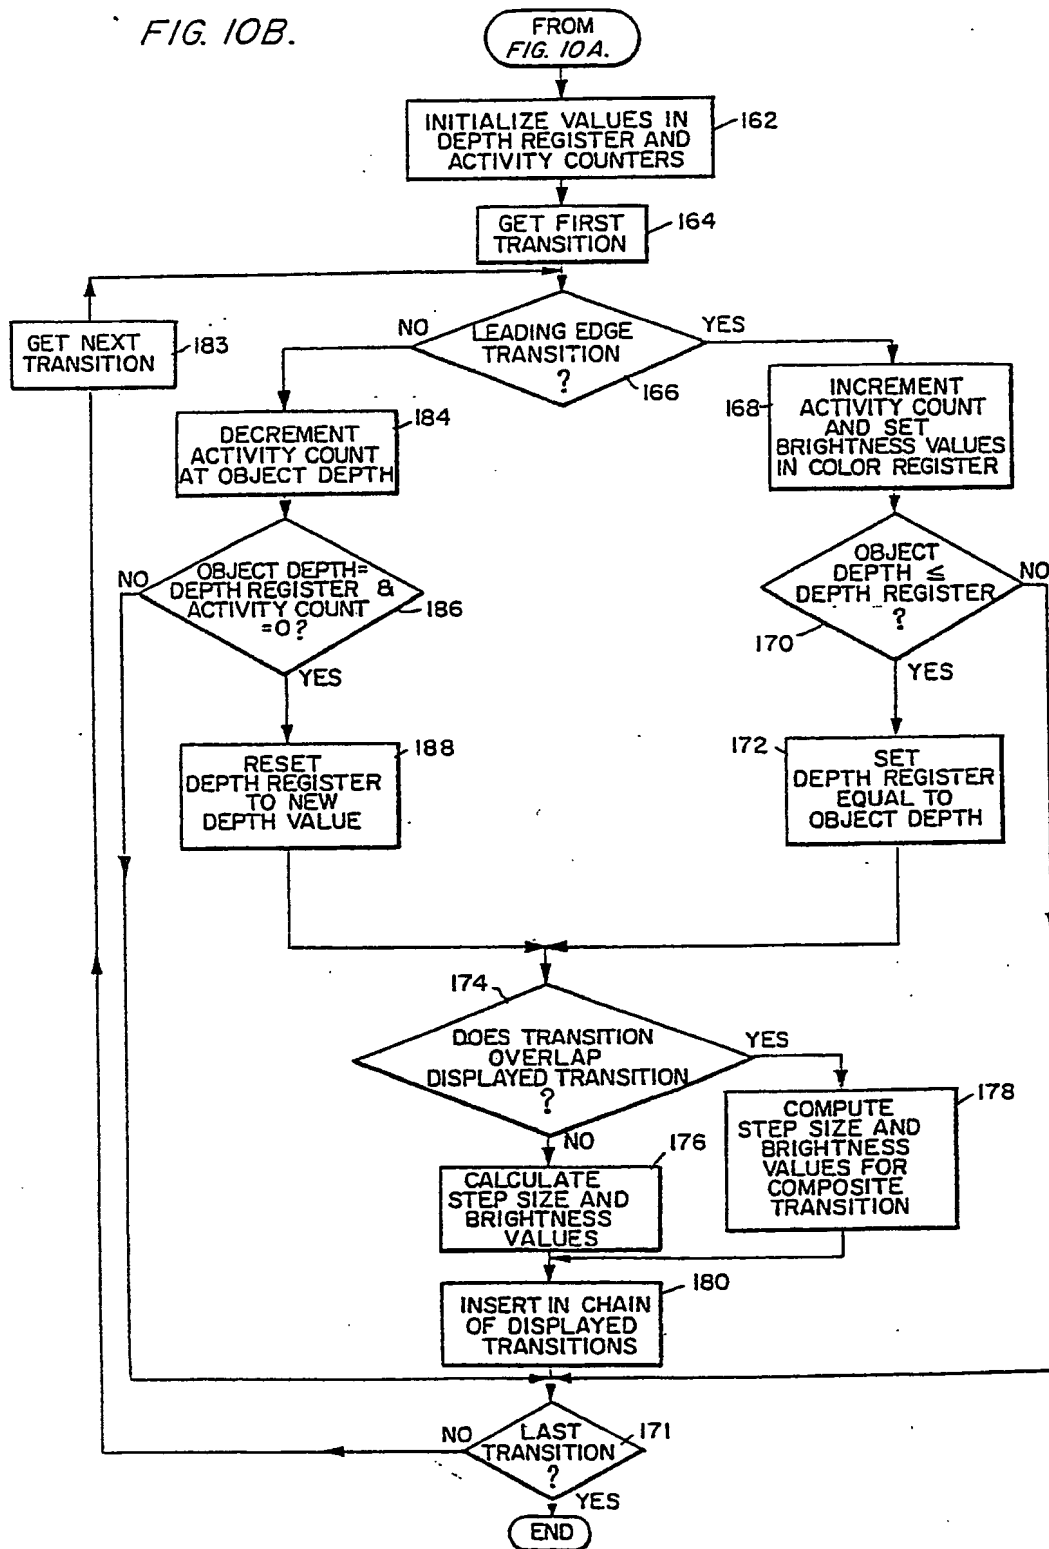 FIG. 10B.
FROM
FIG. 10A.
INITIALIZE VALUES IN
DEPTH REGISTER AND
ACTIVITY COUNTERS
162
GET FIRST
TRANSITION
164
GET NEXT
TRANSITION
183
NO
LEADING EDGE
TRANSITION
?
YES
166
184
DECREMENT
ACTIVITY COUNT
AT OBJECT DEPTH
168
INCREMENT
ACTIVITY COUNT
AND SET
BRIGHTNESS VALUES
IN COLOR REGISTER
NO
OBJECT DEPTH=
DEPTH REGISTER &
ACTIVITY COUNT
=0?
186
YES
OBJECT
DEPTH ≤
DEPTH REGISTER
?
NO
170
YES
188
RESET
DEPTH REGISTER
TO NEW
DEPTH VALUE
172
SET
DEPTH REGISTER
EQUAL TO
OBJECT DEPTH
174
DOES TRANSITION
OVERLAP
DISPLAYED TRANSITION
?
YES
NO
176
CALCULATE
STEP SIZE AND
BRIGHTNESS
VALUES
178
COMPUTE
STEP SIZE AND
BRIGHTNESS
VALUES FOR
COMPOSITE
TRANSITION
180
INSERT IN CHAIN
OF DISPLAYED
TRANSITIONS
NO
LAST
TRANSITION
?
171
YES
END